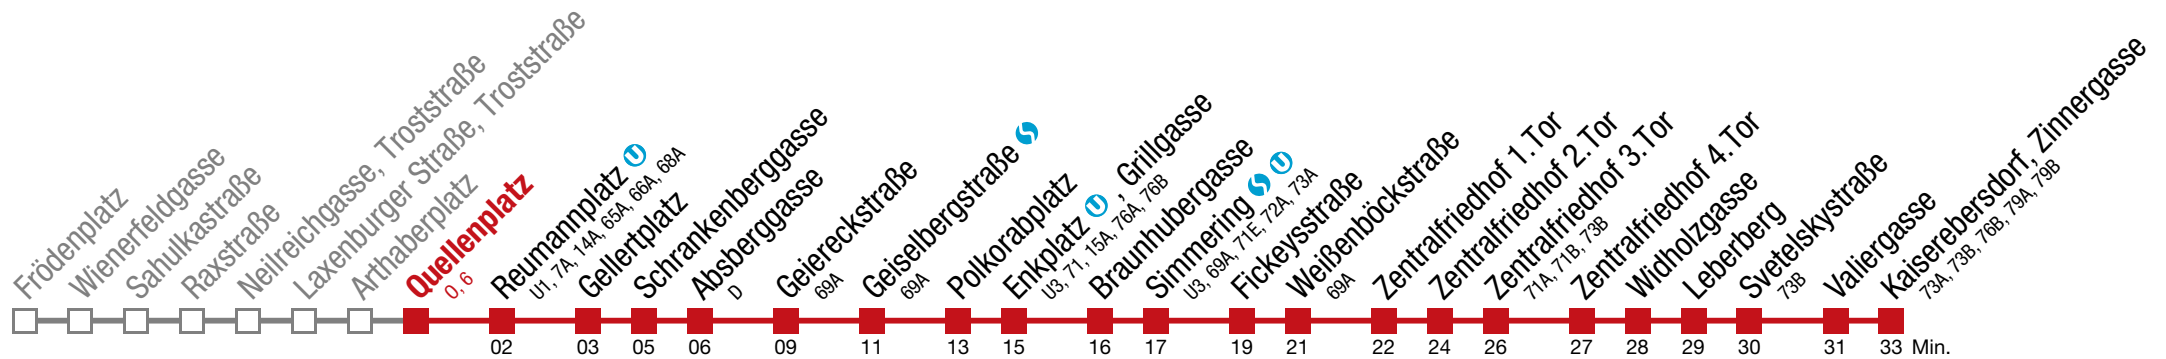 Frödenplatz
Wienerfeldgasse
Sahulkastraße
Raxstraße
Neilreichgasse, Troststraße
Laxenburger Straße, Troststraße
Arthaberplatz
Quellenplatz
O, 6
Reumannplatz U
U1, 7A, 14A, 65A, 66A, 68A
Gellertplatz
Schrankenberggasse
Absberggasse
D
Geiereckstraße
69A
Geiselbergstraße S
69A
Polkorabplatz
Enkplatz U, Grillgasse
U3, 71, 15A, 76A, 76B
Braunhubergasse
Simmering S U
U3, 69A, 71E, 72A, 73A
Fickeysstraße
Weißenböckstraße
69A
Zentralfriedhof 1.Tor
Zentralfriedhof 2.Tor
Zentralfriedhof 3.Tor
71A, 71B, 73B
Zentralfriedhof 4.Tor
Widholzgasse
Leberberg
Svetelskystraße
73B
Valiergasse
Kaiserebersdorf, Zinnergasse
73A, 73B, 76B, 79A, 79B
02 03 05 06 09 11 13 15 16 17 19 21 22 24 26 27 28 29 30 31 33 Min.